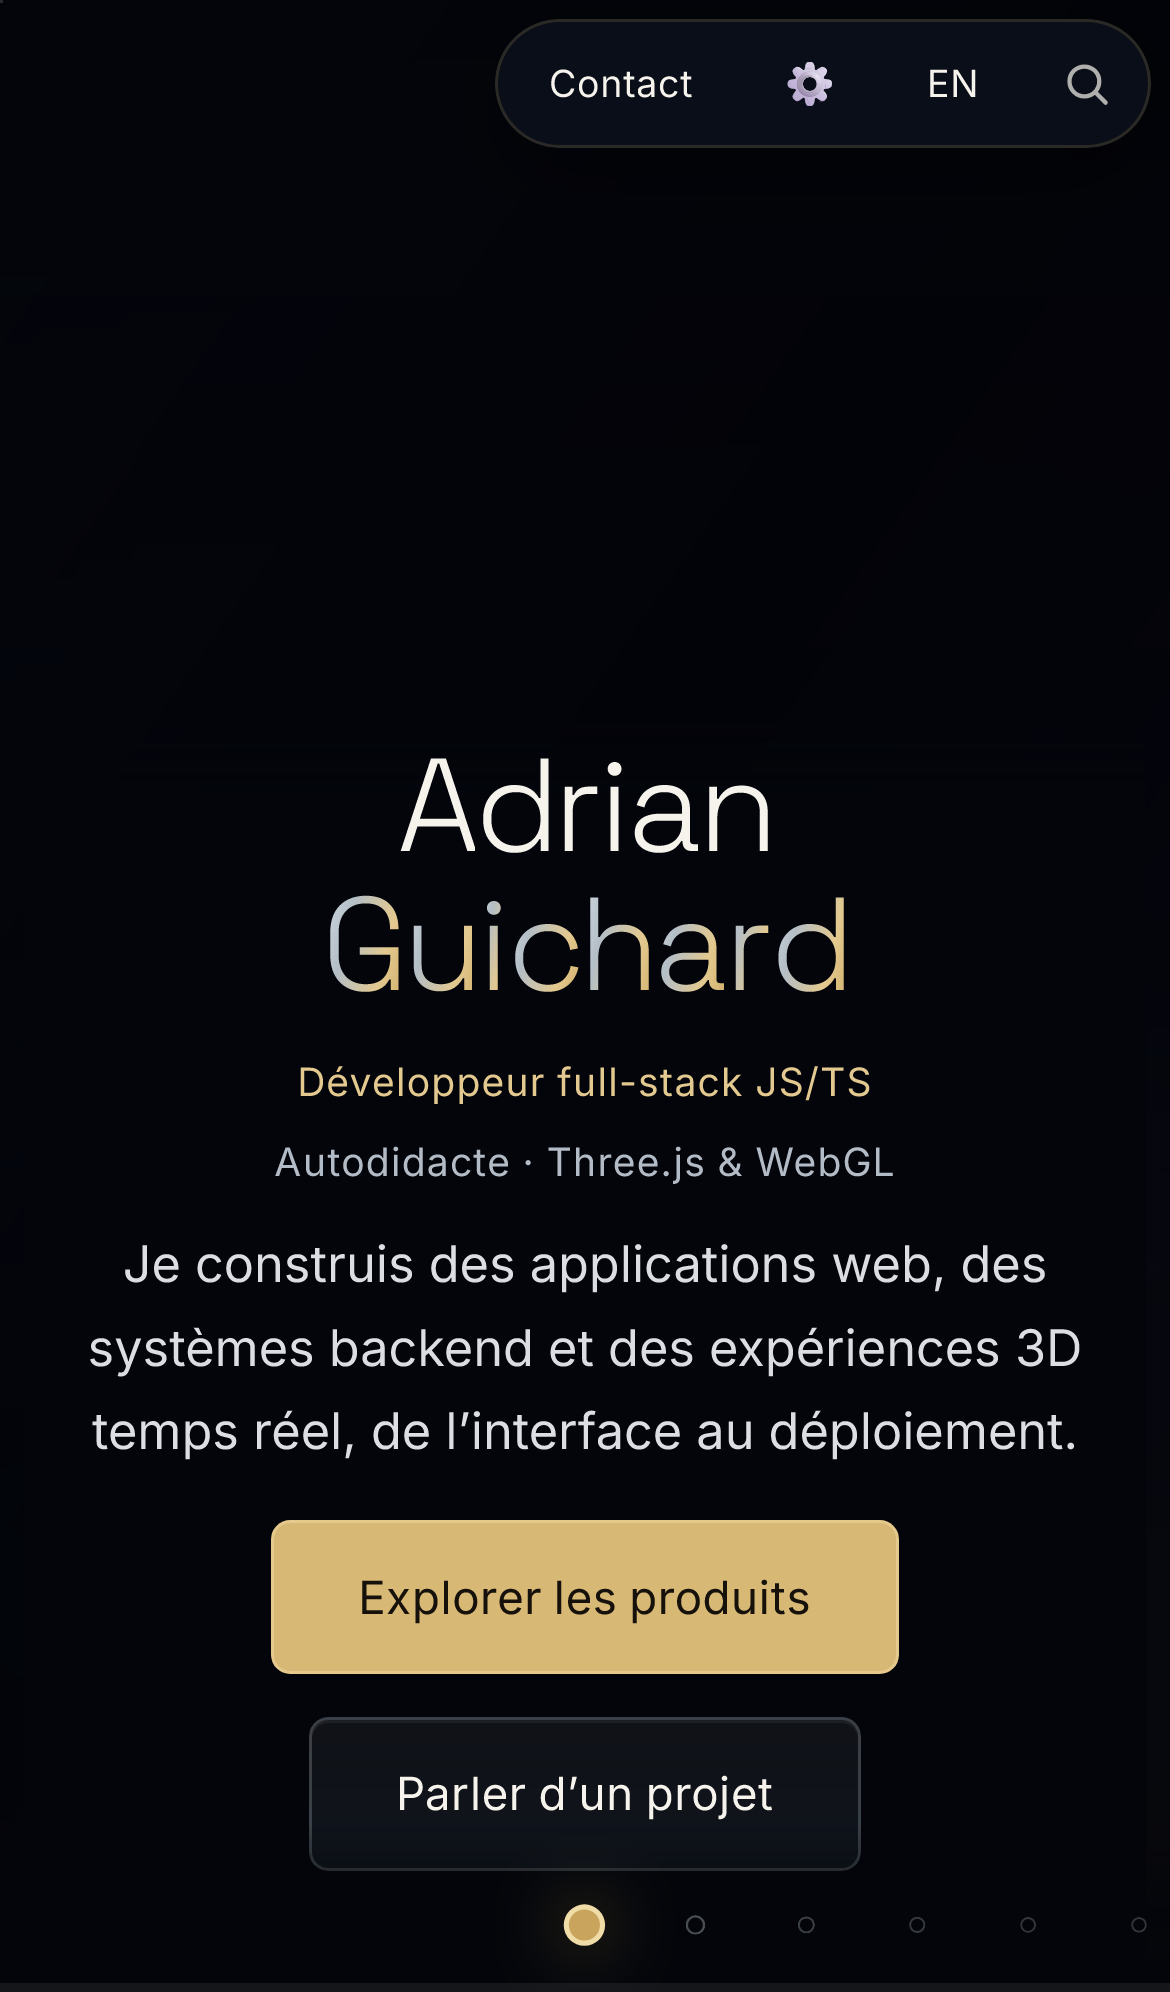 Contact EN
Adrian
Guichard
Développeur full-stack JS/TS
Autodidacte · Three.js & WebGL
Je construis des applications web, des
systèmes backend et des expériences 3D
temps réel, de l’interface au déploiement.
Explorer les produits
Parler d’un projet